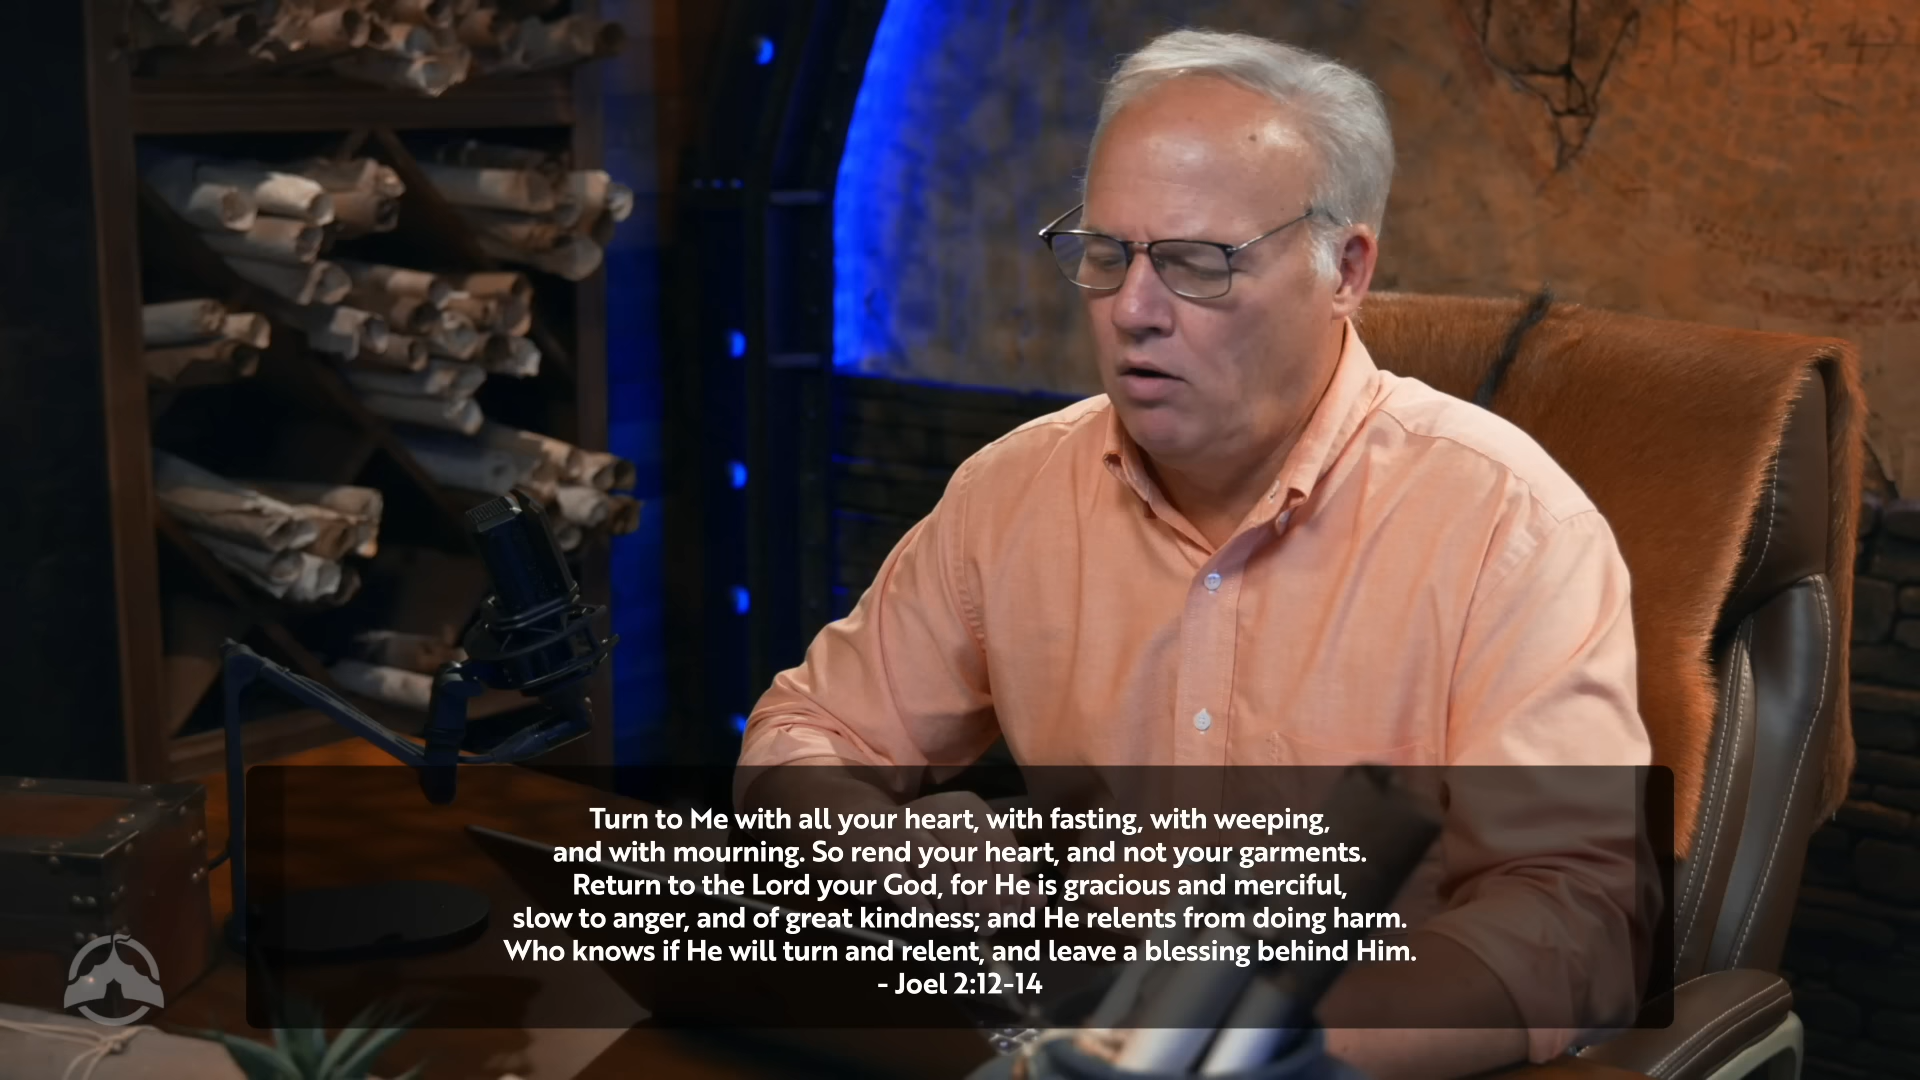 Turn to Me with all your heart, with fasting, with weeping,
and with mourning. So rend your heart, and not your garments.
Return to the Lord your God, for He is gracious and merciful,
slow to anger, and of great kindness; and He relents from doing harm.
Who knows if He will turn and relent, and leave a blessing behind Him.
- Joel 2:12-14